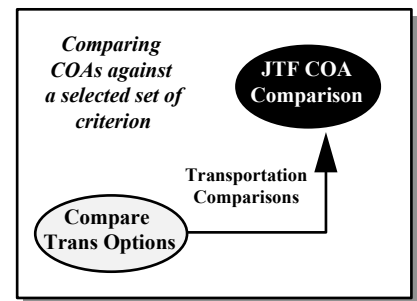 Comparing
COAs against
a selected set of
criterion
JTF COA
Comparison
Transportation
Comparisons
Compare
Trans Options